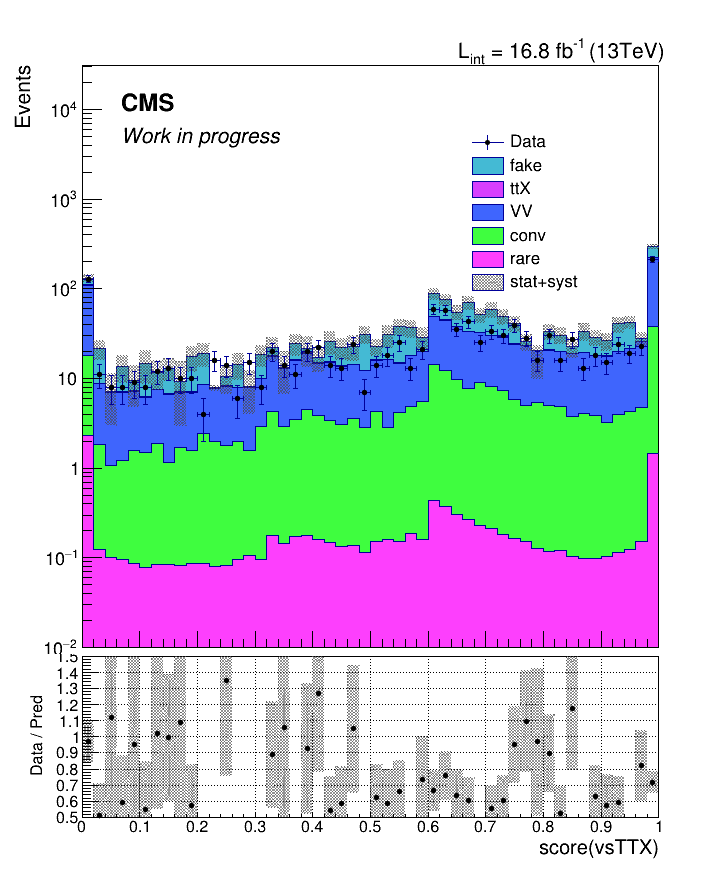 L_int = 16.8 fb^-1 (13TeV)
Events
CMS
Work in progress
Data
fake
ttX
VV
conv
rare
stat+syst
10^4
10^3
10^2
10
1
10^-1
10^-2
Data / Pred
1.5
1.4
1.3
1.2
1.1
1
0.9
0.8
0.7
0.6
0.5
0 0.1 0.2 0.3 0.4 0.5 0.6 0.7 0.8 0.9 1
score(vsTTX)